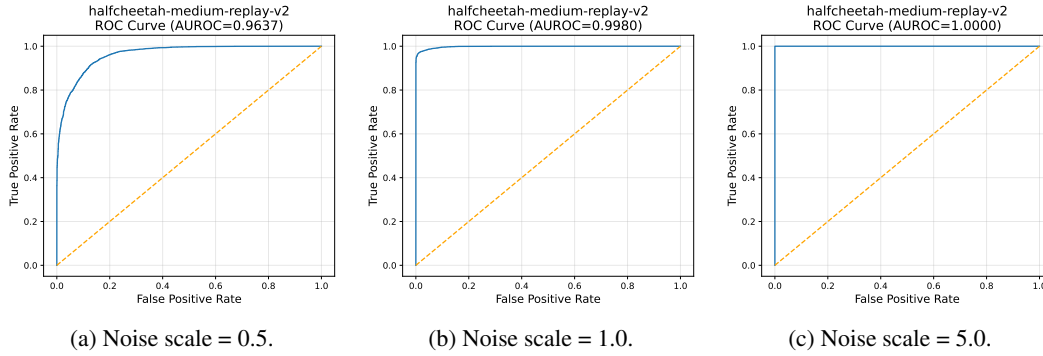 halfcheetah-medium-replay-v2
ROC Curve (AUROC=0.9637)
True Positive Rate
1.0
0.8
0.6
0.4
0.2
0.0
0.0 0.2 0.4 0.6 0.8 1.0
False Positive Rate
(a) Noise scale = 0.5.
halfcheetah-medium-replay-v2
ROC Curve (AUROC=0.9980)
True Positive Rate
1.0
0.8
0.6
0.4
0.2
0.0
0.0 0.2 0.4 0.6 0.8 1.0
False Positive Rate
(b) Noise scale = 1.0.
halfcheetah-medium-replay-v2
ROC Curve (AUROC=1.0000)
True Positive Rate
1.0
0.8
0.6
0.4
0.2
0.0
0.0 0.2 0.4 0.6 0.8 1.0
False Positive Rate
(c) Noise scale = 5.0.